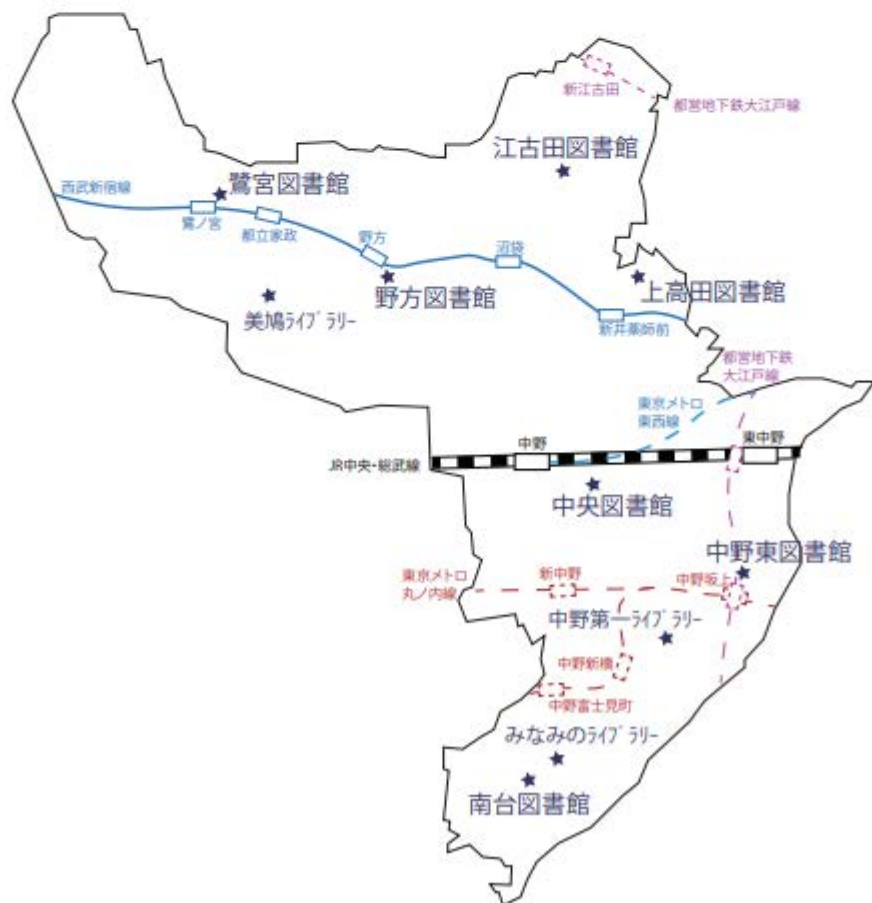 新江古田
都営地下鉄大江戸線
江古田図書館
鷺宮図書館
西武新宿線
鷺ノ宮
都立家政
野方
沼袋
野方図書館
上高田図書館
美鳩ライブラリー
新井薬師前
都営地下鉄
大江戸線
東京メトロ
東西線
中野
東中野
JR中央・総武線
中央図書館
中野東図書館
東京メトロ
丸ノ内線
新中野
中野坂上
中野第一ライブラリー
中野新橋
中野富士見町
みなみのライブラリー
南台図書館